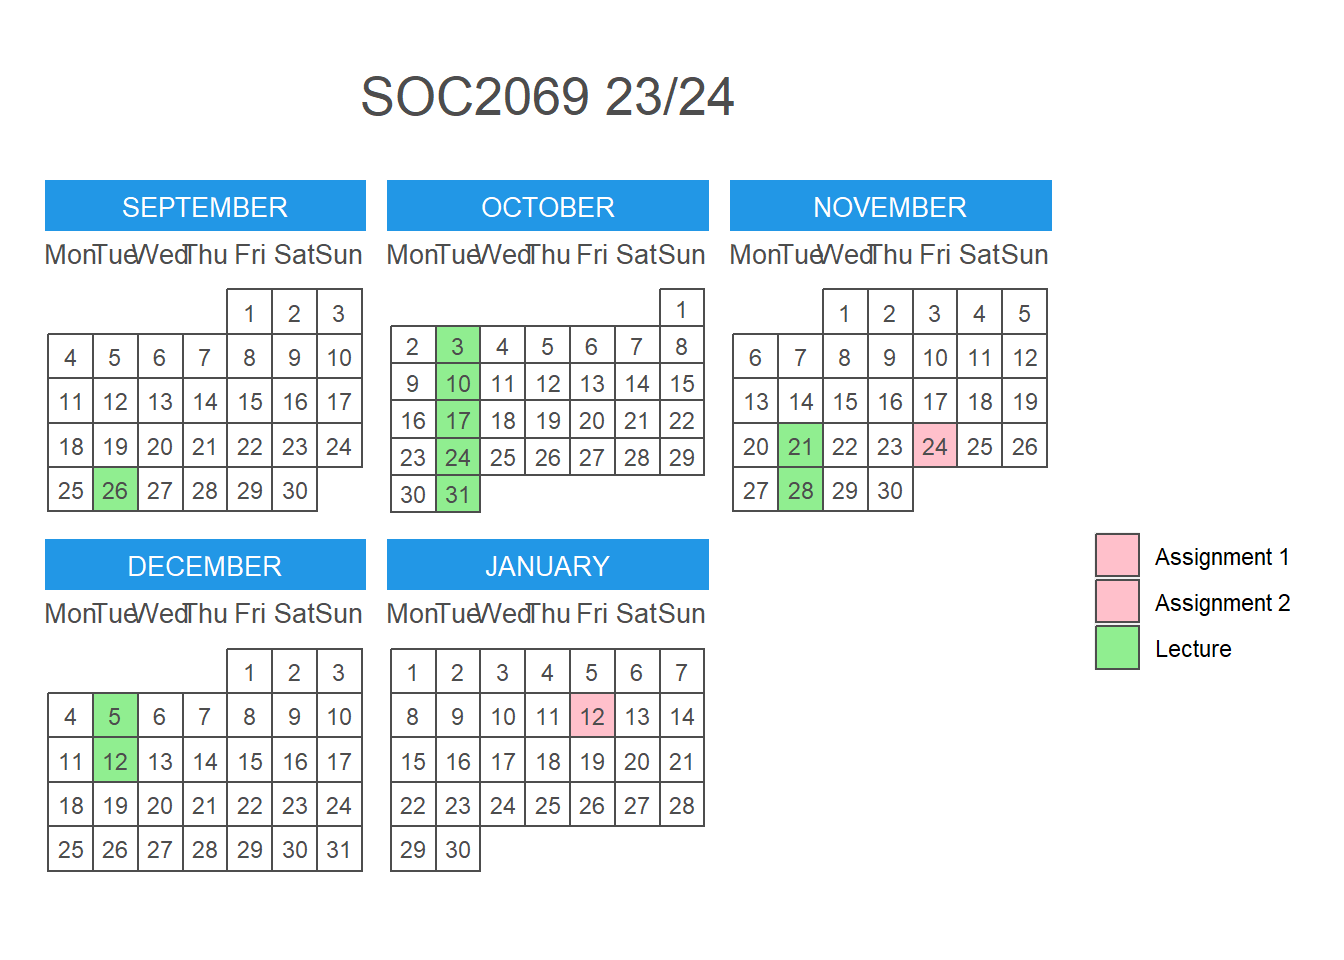 SOC2069 23/24
SEPTEMBER
Mon Tue Wed Thu Fri Sat Sun
1 2 3
4 5 6 7 8 9 10
11 12 13 14 15 16 17
18 19 20 21 22 23 24
25 26 27 28 29 30
OCTOBER
Mon Tue Wed Thu Fri Sat Sun
1
2 3 4 5 6 7 8
9 10 11 12 13 14 15
16 17 18 19 20 21 22
23 24 25 26 27 28 29
30 31
NOVEMBER
Mon Tue Wed Thu Fri Sat Sun
1 2 3 4 5
6 7 8 9 10 11 12
13 14 15 16 17 18 19
20 21 22 23 24 25 26
27 28 29 30
DECEMBER
Mon Tue Wed Thu Fri Sat Sun
1 2 3
4 5 6 7 8 9 10
11 12 13 14 15 16 17
18 19 20 21 22 23 24
25 26 27 28 29 30 31
JANUARY
Mon Tue Wed Thu Fri Sat Sun
1 2 3 4 5 6 7
8 9 10 11 12 13 14
15 16 17 18 19 20 21
22 23 24 25 26 27 28
29 30
Assignment 1
Assignment 2
Lecture